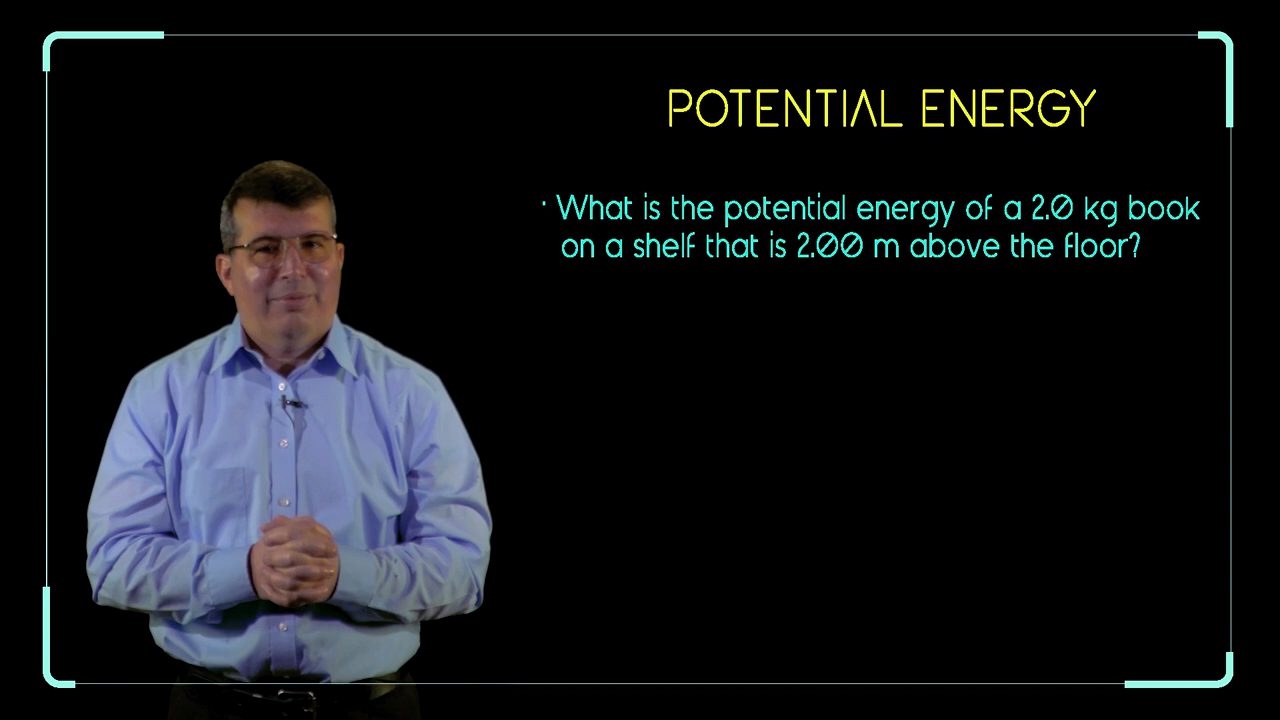 POTENTIAL ENERGY
· What is the potential energy of a 2.0 kg book
on a shelf that is 2.00 m above the floor?